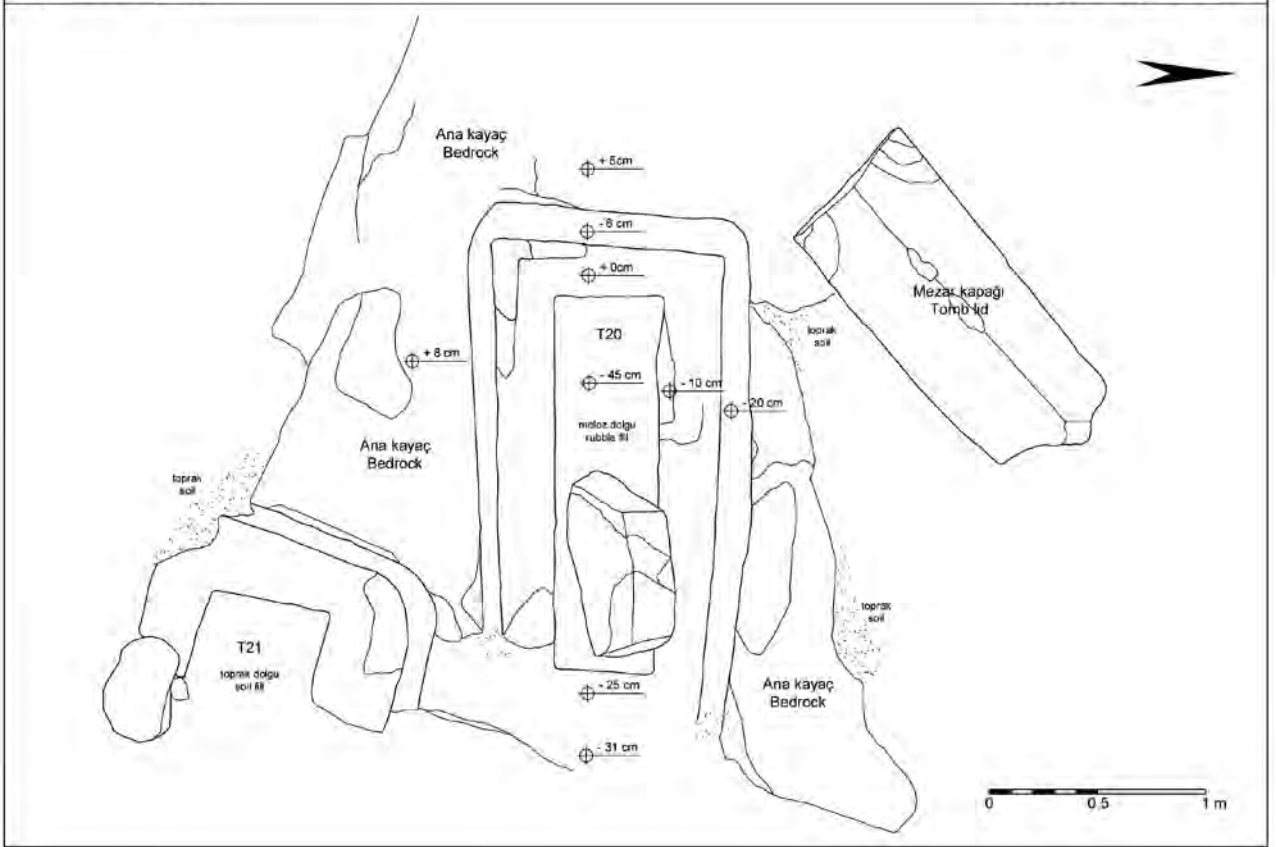 Ana kayaç
Bedrock
+ 5cm
- 6 cm
+ 0cm
Mezar kapağı
Tomb lid
toprak
soil
T20
+ 8 cm
- 45 cm
- 10 cm
- 20 cm
moloz dolgu
rubble fill
Ana kayaç
Bedrock
toprak
soil
toprak
soil
T21
toprak dolgu
soil fill
- 25 cm
Ana kayaç
Bedrock
- 31 cm
0
0.5
1 m